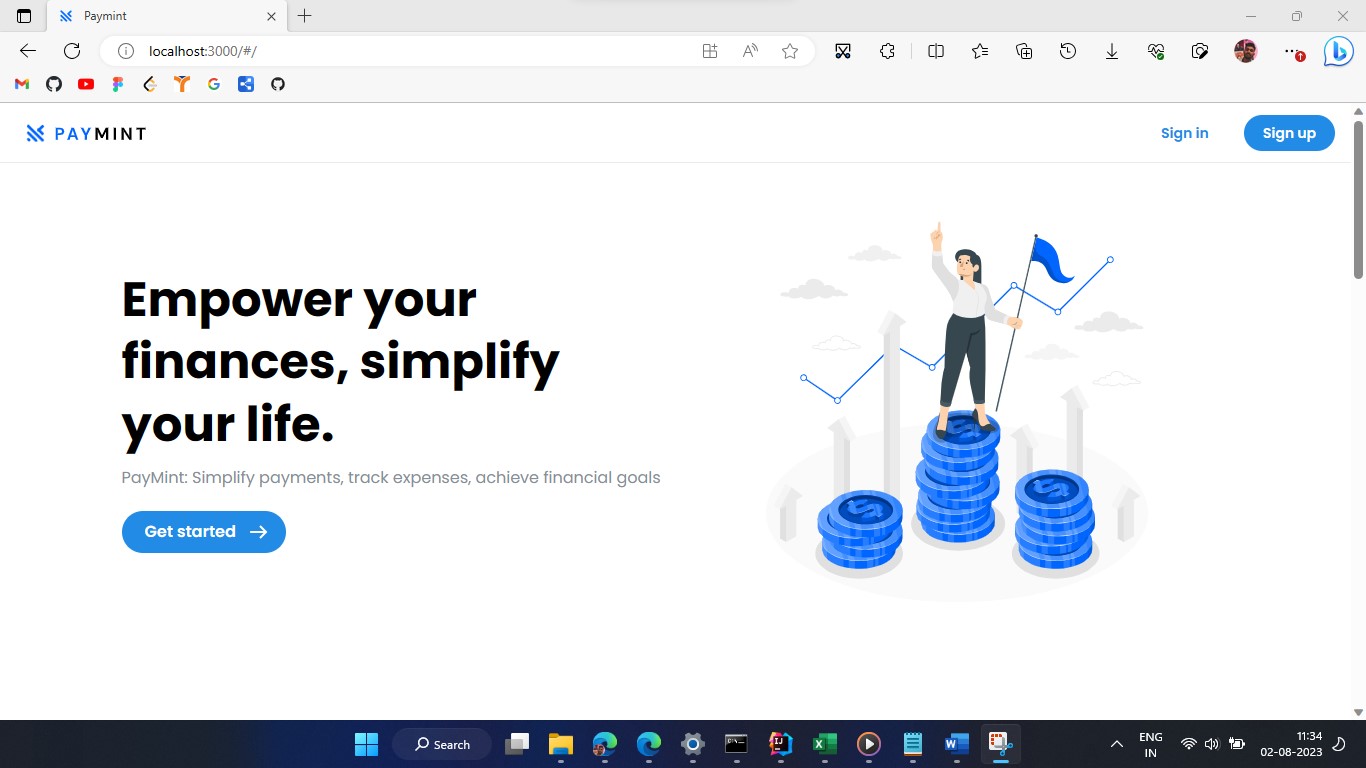 Paymint
localhost:3000/#/
PAYMINT
Sign in
Sign up
Empower your
finances, simplify
your life.
PayMint: Simplify payments, track expenses, achieve financial goals
Get started
Search
ENG
IN
11:34
02-08-2023